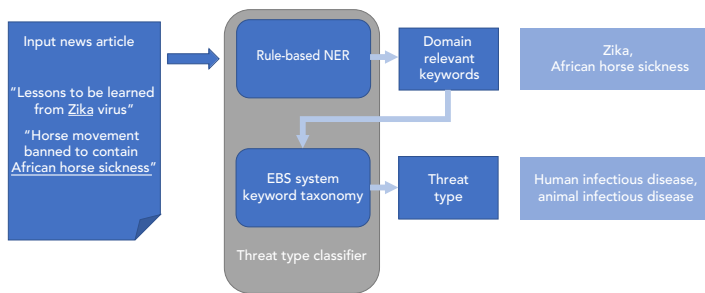 Input news article
“Lessons to be learned
from Zika virus”
“Horse movement
banned to contain
African horse sickness”
Rule-based NER
Domain
relevant
keywords
Zika,
African horse sickness
EBS system
keyword taxonomy
Threat
type
Human infectious disease,
animal infectious disease
Threat type classifier